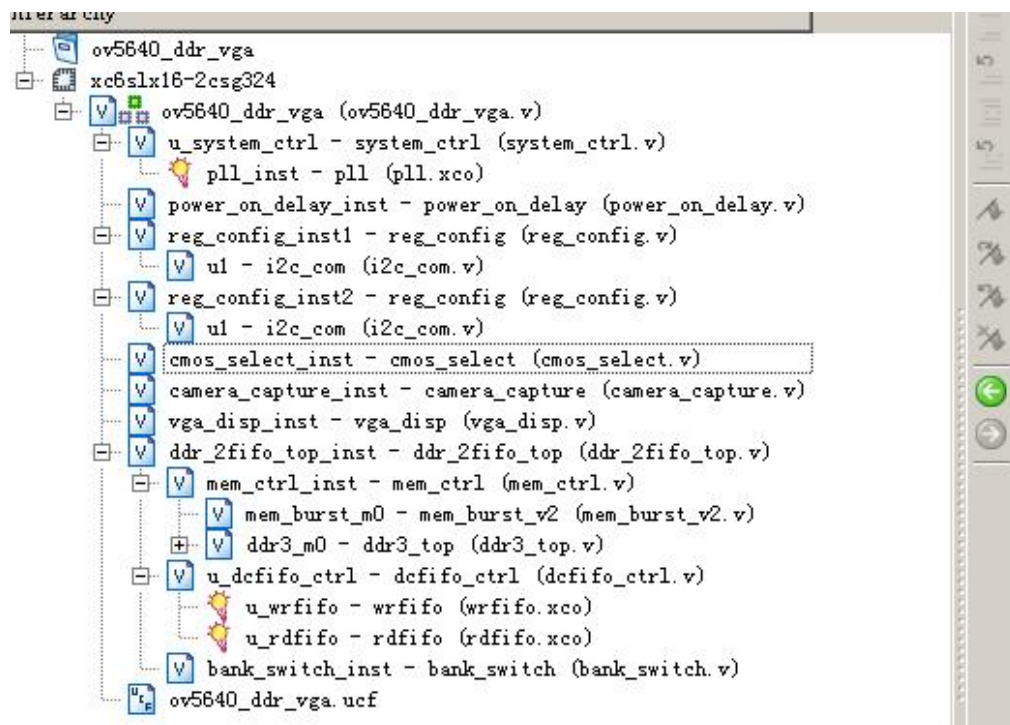 Hierarchy
ov5640_ddr_vga
xc6slx16-2csg324
ov5640_ddr_vga (ov5640_ddr_vga.v)
u_system_ctrl - system_ctrl (system_ctrl.v)
pll_inst - pll (pll.xco)
power_on_delay_inst - power_on_delay (power_on_delay.v)
reg_config_inst1 - reg_config (reg_config.v)
u1 - i2c_com (i2c_com.v)
reg_config_inst2 - reg_config (reg_config.v)
u1 - i2c_com (i2c_com.v)
cmos_select_inst - cmos_select (cmos_select.v)
camera_capture_inst - camera_capture (camera_capture.v)
vga_disp_inst - vga_disp (vga_disp.v)
ddr_2fifo_top_inst - ddr_2fifo_top (ddr_2fifo_top.v)
mem_ctrl_inst - mem_ctrl (mem_ctrl.v)
mem_burst_m0 - mem_burst_v2 (mem_burst_v2.v)
ddr3_m0 - ddr3_top (ddr3_top.v)
u_dcfifo_ctrl - dcfifo_ctrl (dcfifo_ctrl.v)
u_wrfifo - wrfifo (wrfifo.xco)
u_rdfifo - rdfifo (rdfifo.xco)
bank_switch_inst - bank_switch (bank_switch.v)
ov5640_ddr_vga.ucf